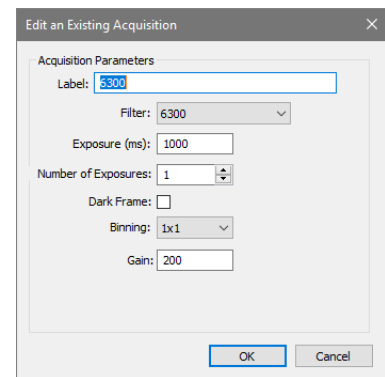 Edit an Existing Acquisition
Acquisition Parameters
Label: 6300
Filter: 6300
Exposure (ms): 1000
Number of Exposures: 1
Dark Frame:
Binning: 1x1
Gain: 200
OK Cancel